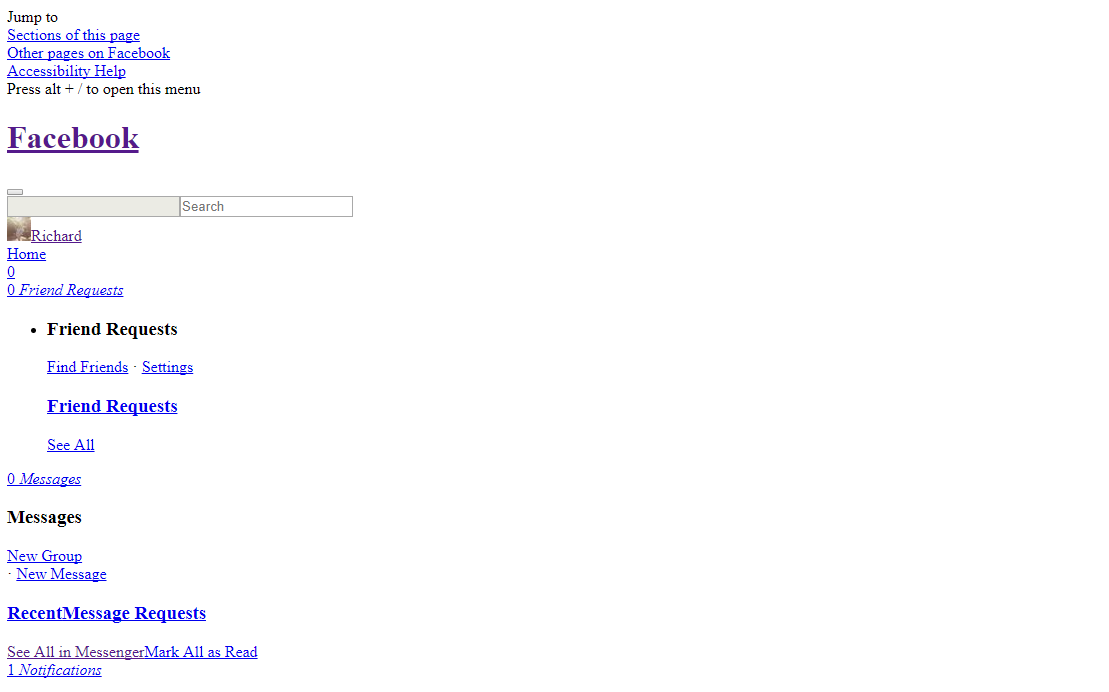 Jump to
Sections of this page
Other pages on Facebook
Accessibility Help
Press alt + / to open this menu
Facebook
Search
Richard
Home
0
0 Friend Requests
Friend Requests
Find Friends · Settings
Friend Requests
See All
0 Messages
Messages
New Group
· New Message
RecentMessage Requests
See All in MessengerMark All as Read
1 Notifications